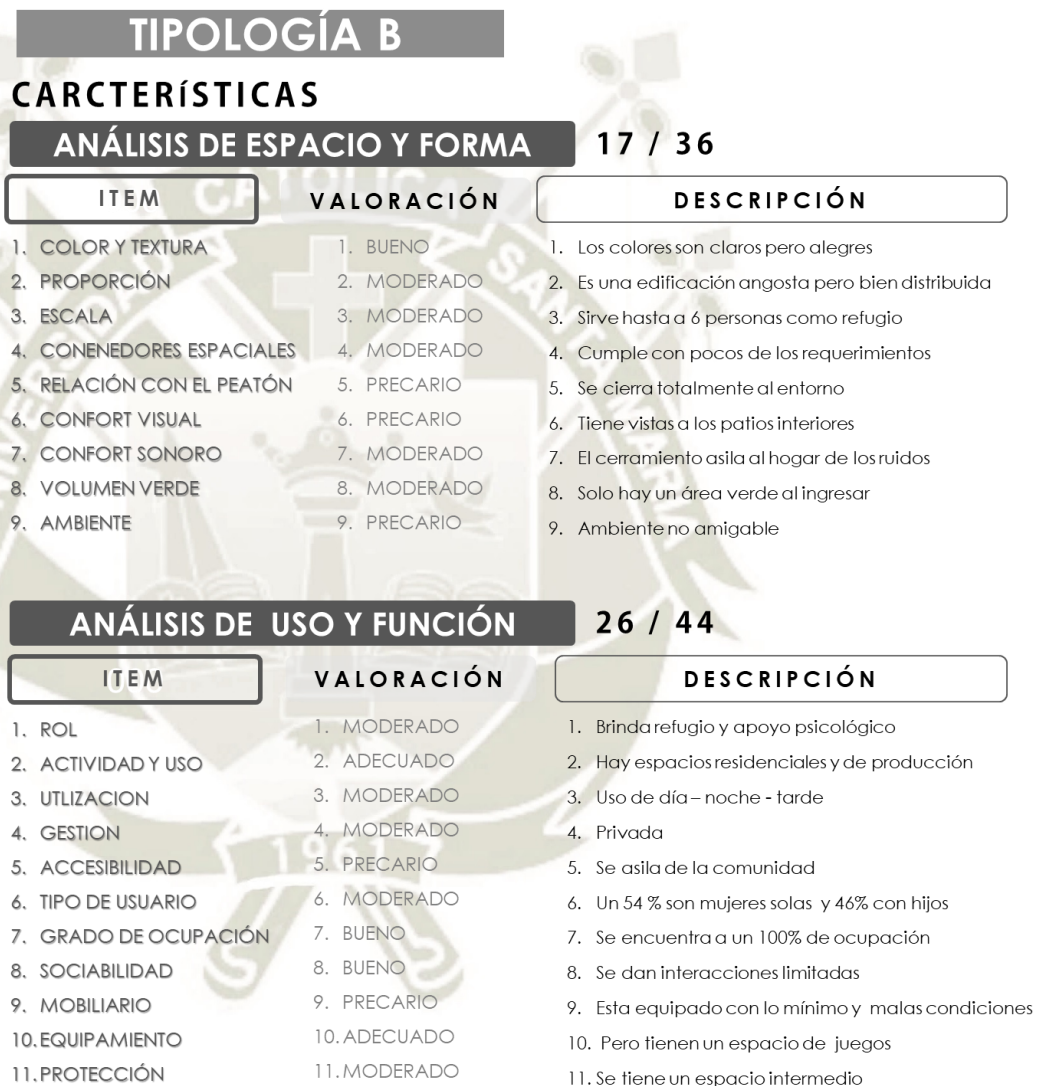 TIPOLOGÍA B
CARCTERíSTICAS
ANÁLISIS DE ESPACIO Y FORMA 17 / 36
ITEM VALORACIÓN DESCRIPCIÓN
1. COLOR Y TEXTURA 1. BUENO 1. Los colores son claros pero alegres
2. PROPORCIÓN 2. MODERADO 2. Es una edificación angosta pero bien distribuida
3. ESCALA 3. MODERADO 3. Sirve hasta a 6 personas como refugio
4. CONENEDORES ESPACIALES 4. MODERADO 4. Cumple con pocos de los requerimientos
5. RELACIÓN CON EL PEATÓN 5. PRECARIO 5. Se cierra totalmente al entorno
6. CONFORT VISUAL 6. PRECARIO 6. Tiene vistas a los patios interiores
7. CONFORT SONORO 7. MODERADO 7. El cerramiento asila al hogar de los ruidos
8. VOLUMEN VERDE 8. MODERADO 8. Solo hay un área verde al ingresar
9. AMBIENTE 9. PRECARIO 9. Ambiente no amigable
ANÁLISIS DE USO Y FUNCIÓN 26 / 44
ITEM VALORACIÓN DESCRIPCIÓN
1. ROL 1. MODERADO 1. Brinda refugio y apoyo psicológico
2. ACTIVIDAD Y USO 2. ADECUADO 2. Hay espacios residenciales y de producción
3. UTLIZACION 3. MODERADO 3. Uso de día – noche - tarde
4. GESTION 4. MODERADO 4. Privada
5. ACCESIBILIDAD 5. PRECARIO 5. Se asila de la comunidad
6. TIPO DE USUARIO 6. MODERADO 6. Un 54 % son mujeres solas y 46% con hijos
7. GRADO DE OCUPACIÓN 7. BUENO 7. Se encuentra a un 100% de ocupación
8. SOCIABILIDAD 8. BUENO 8. Se dan interacciones limitadas
9. MOBILIARIO 9. PRECARIO 9. Esta equipado con lo mínimo y malas condiciones
10. EQUIPAMIENTO 10. ADECUADO 10. Pero tienen un espacio de juegos
11. PROTECCIÓN 11. MODERADO 11. Se tiene un espacio intermedio
CATOLICA
SANTA MARIA
1961